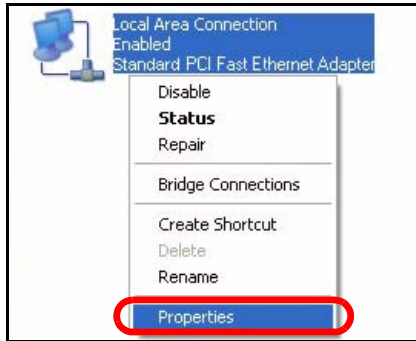 Local Area Connection
Enabled
Standard PCI Fast Ethernet Adapter
Disable
Status
Repair
Bridge Connections
Create Shortcut
Delete
Rename
Properties